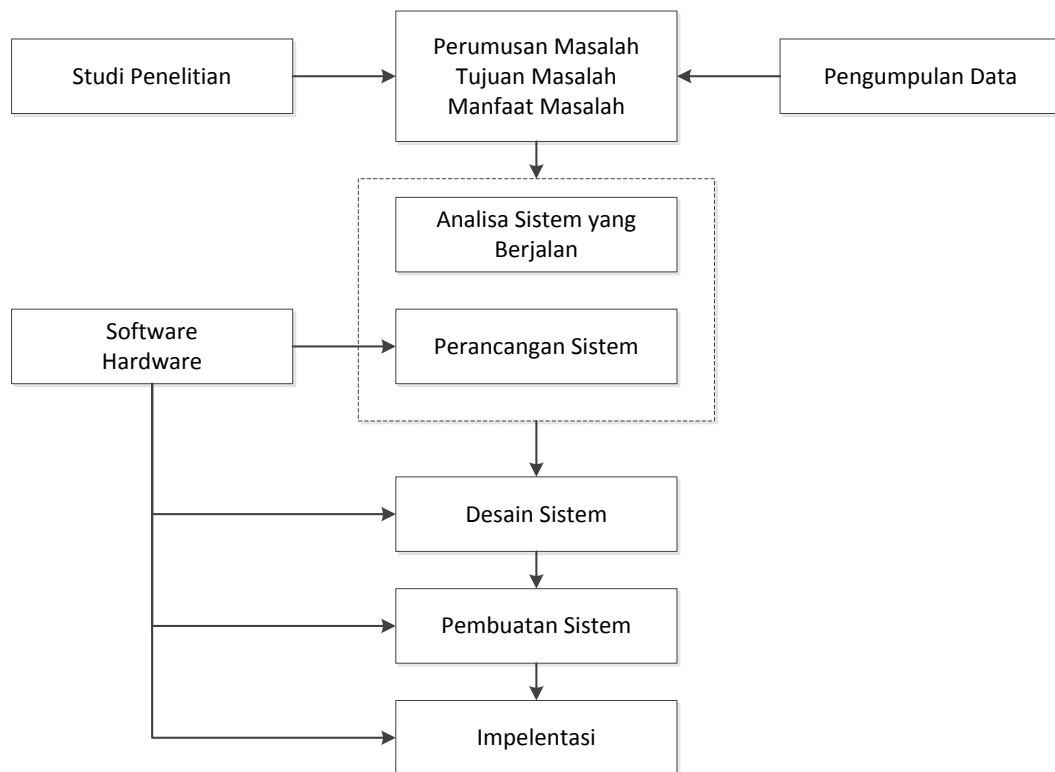 Studi Penelitian
Perumusan Masalah
Tujuan Masalah
Manfaat Masalah
Pengumpulan Data
Analisa Sistem yang
Berjalan
Software
Hardware
Perancangan Sistem
Desain Sistem
Pembuatan Sistem
Impelentasi